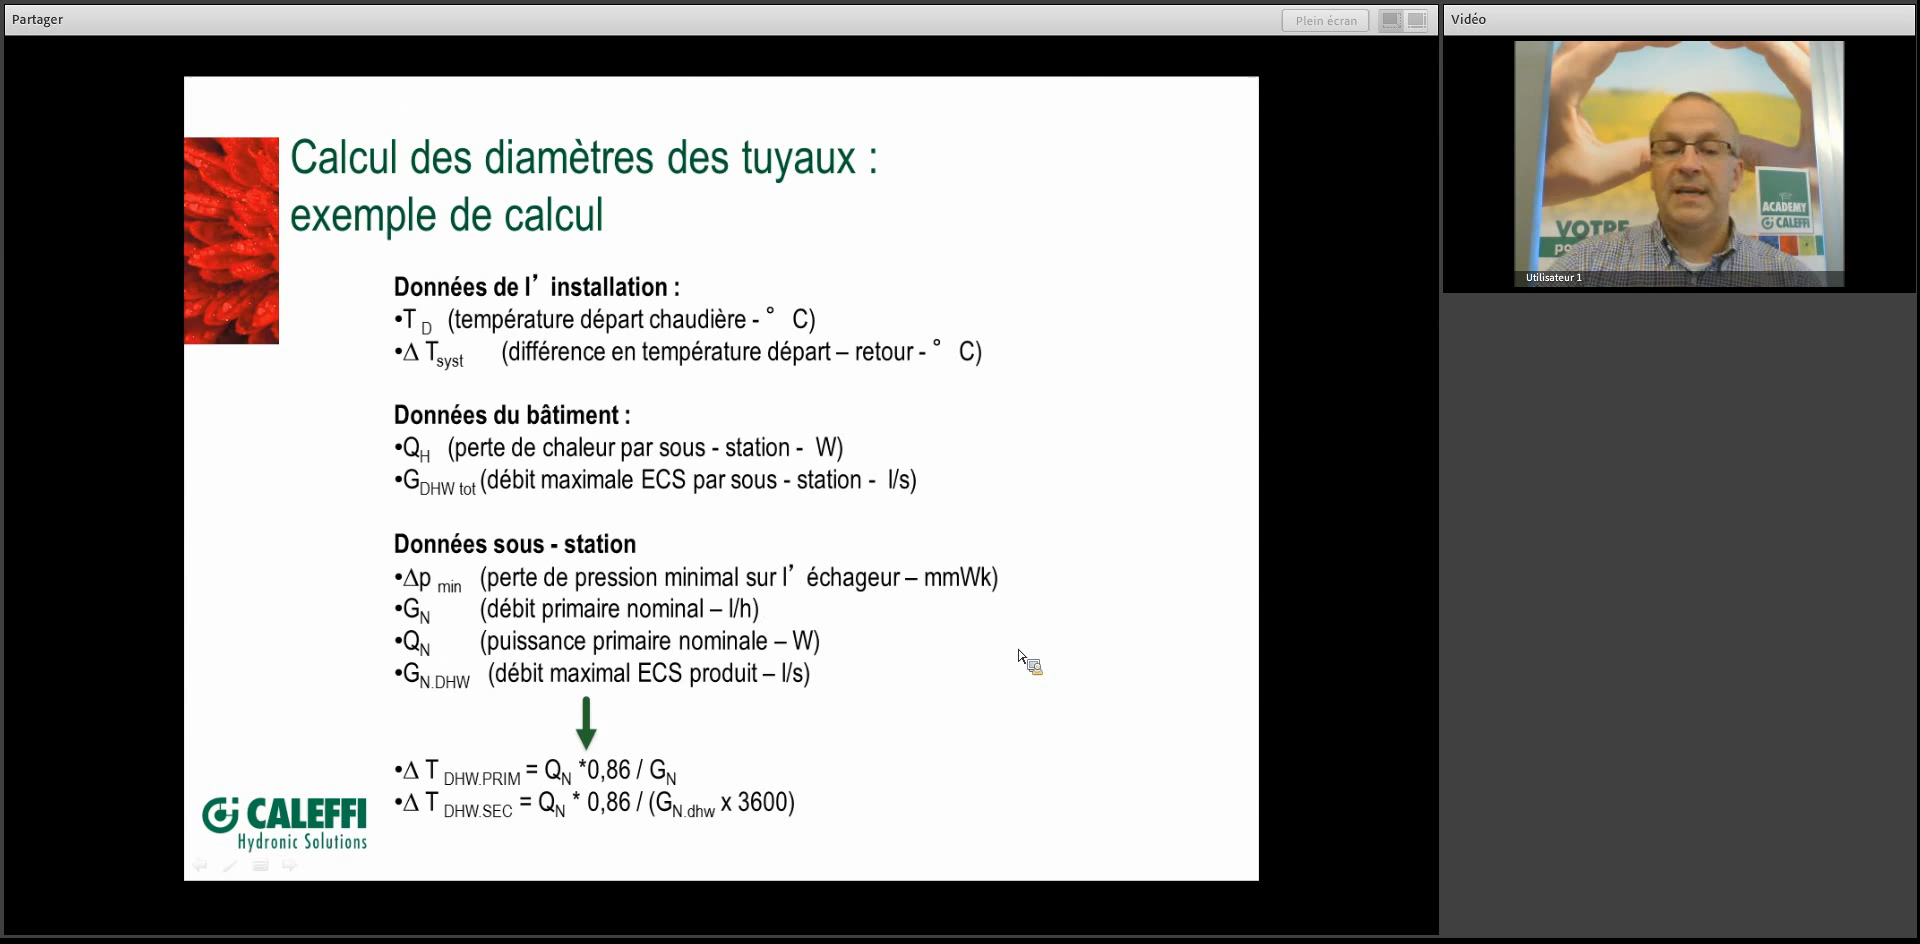 Partager
Plein écran
Vidéo
Calcul des diamètres des tuyaux :
exemple de calcul
Données de l’ installation :
•T D (température départ chaudière - ° C)
•Δ Tsyst (différence en température départ – retour - ° C)
Données du bâtiment :
•QH (perte de chaleur par sous - station - W)
•GDHW tot (débit maximale ECS par sous - station - l/s)
Données sous - station
•Δp min (perte de pression minimal sur l’ échageur – mmWk)
•GN (débit primaire nominal – l/h)
•QN (puissance primaire nominale – W)
•GN.DHW (débit maximal ECS produit – l/s)
•Δ T DHW.PRIM = QN *0,86 / GN
•Δ T DHW.SEC = QN * 0,86 / (GN.dhw x 3600)
CALEFFI
Hydronic Solutions
ACADEMY
CALEFFI
VOTRE
po
Utilisateur 1